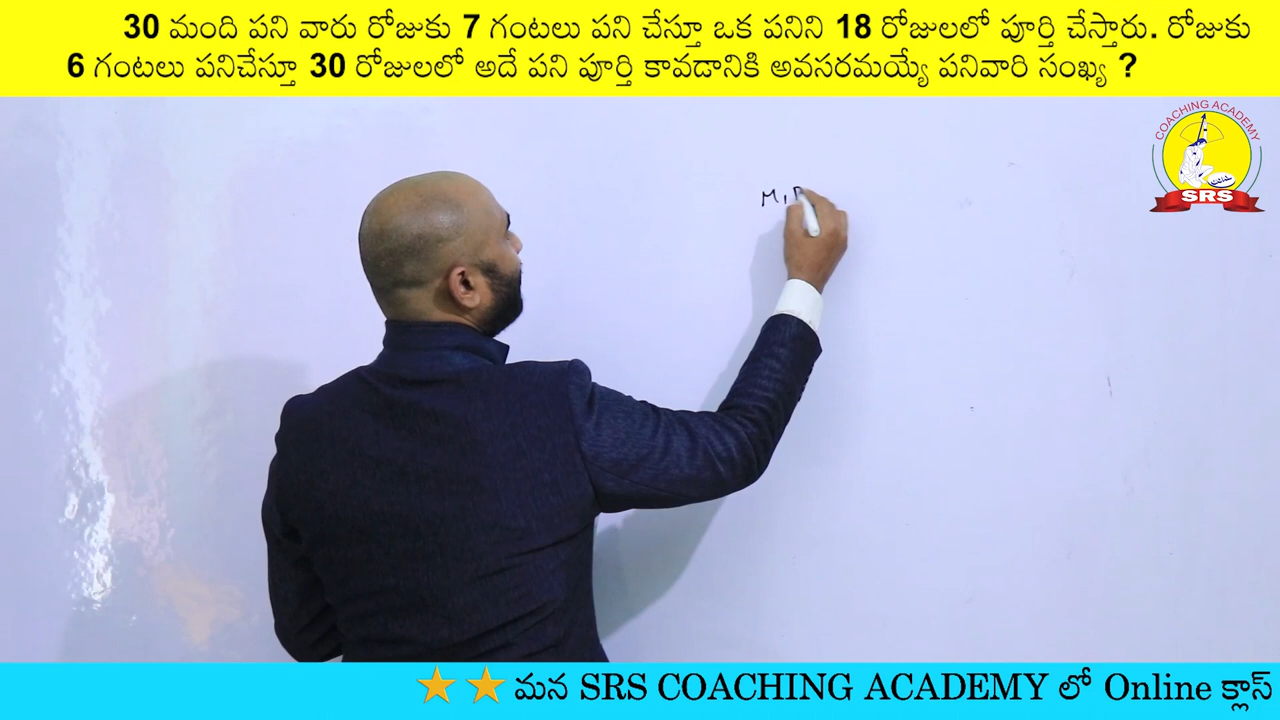 30 మంది పని వారు రోజుకు 7 గంటలు పని చేస్తూ ఒక పనిని 18 రోజులలో పూర్తి చేస్తారు. రోజుకు
6 గంటలు పనిచేస్తూ 30 రోజులలో అదే పని పూర్తి కావడానికి అవసరమయ్యే పనివారి సంఖ్య ?
COACHING ACADEMY
SRS
M₁
మన SRS COACHING ACADEMY లో Online క్లాస్